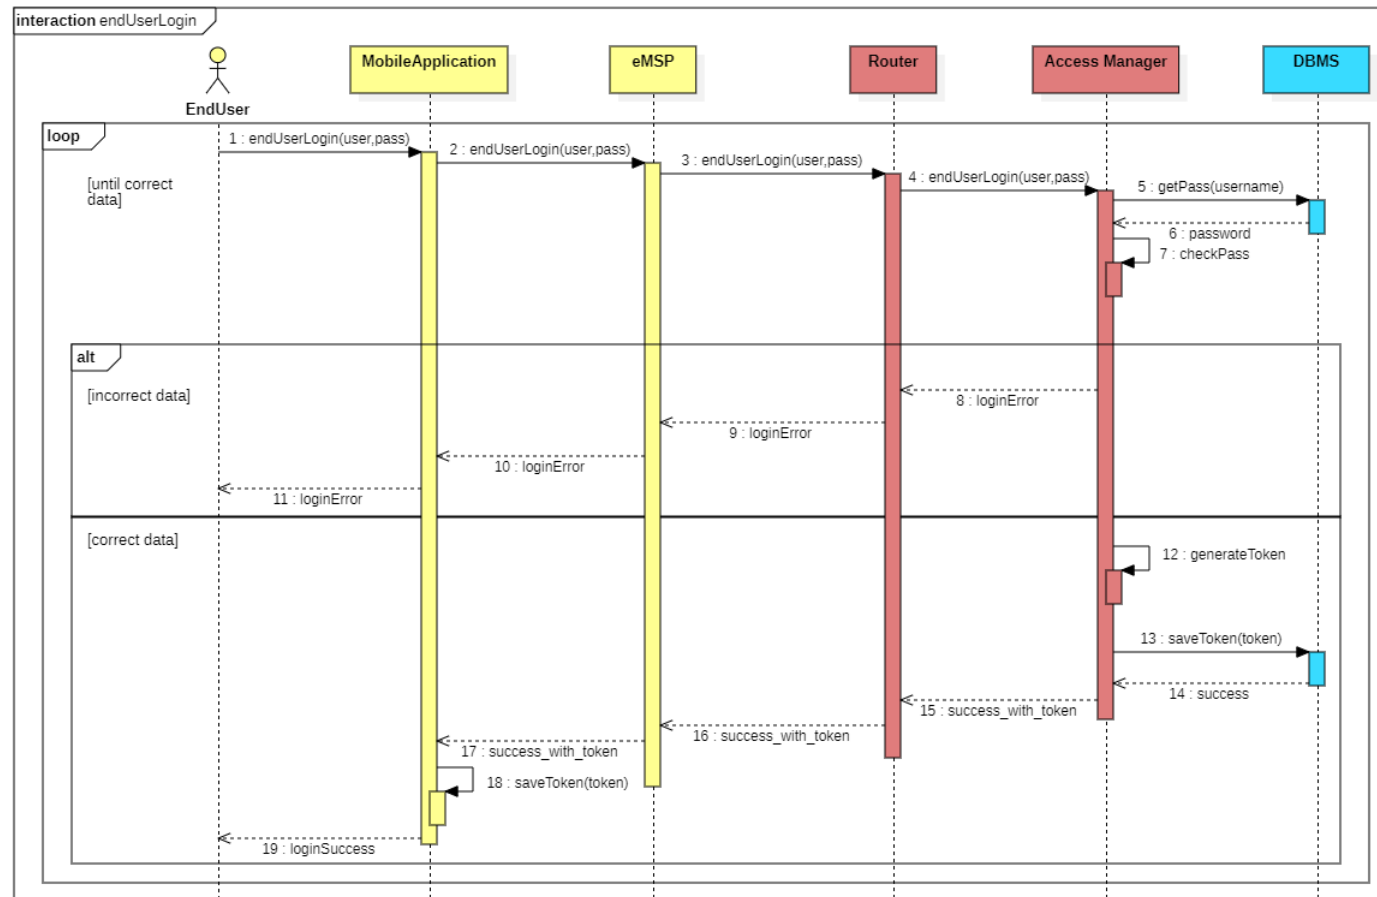 interaction endUserLogin
EndUser
MobileApplication
eMSP
Router
Access Manager
DBMS
loop
[until correct
data]
1 : endUserLogin(user,pass)
2 : endUserLogin(user,pass)
3 : endUserLogin(user,pass)
4 : endUserLogin(user,pass)
5 : getPass(username)
6 : password
7 : checkPass
alt
[incorrect data]
8 : loginError
9 : loginError
10 : loginError
11 : loginError
[correct data]
12 : generateToken
13 : saveToken(token)
14 : success
15 : success_with_token
16 : success_with_token
17 : success_with_token
18 : saveToken(token)
19 : loginSuccess